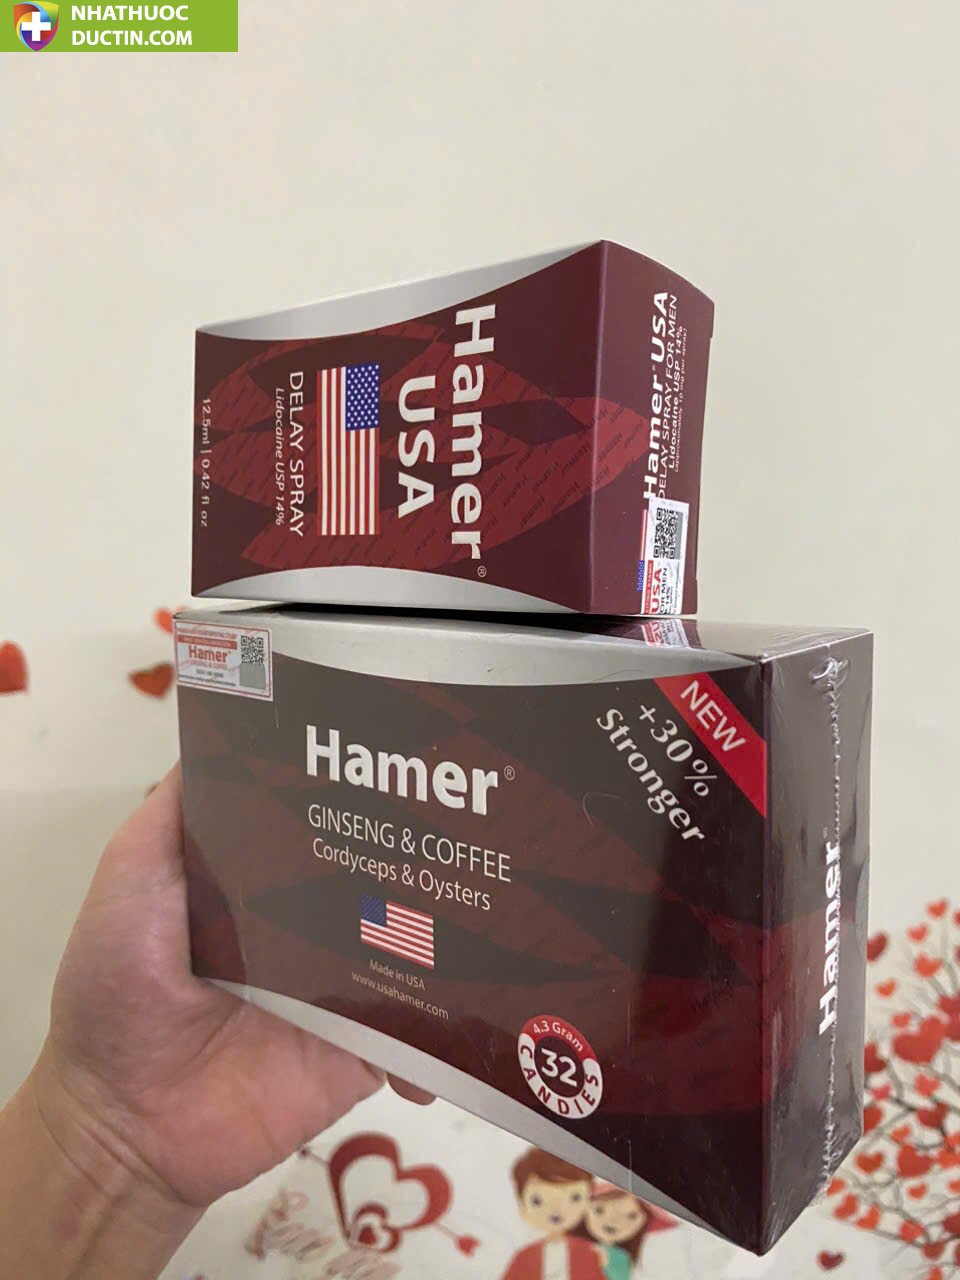 NHATHUOC
DUCTIN.COM
Hamer®
USA
DELAY SPRAY
Lidocaine USP 14%
12.5ml | 0.42 fl oz
Hamer® USA
DELAY SPRAY FOR MEN
Lidocaine USP 14%
USA
Hamer
Hamer®
GINSENG & COFFEE
Cordyceps & Oysters
Made in USA
www.usahamer.com
NEW
+30%
Stronger
4.3 Gram
32
CANDIES
Hamer